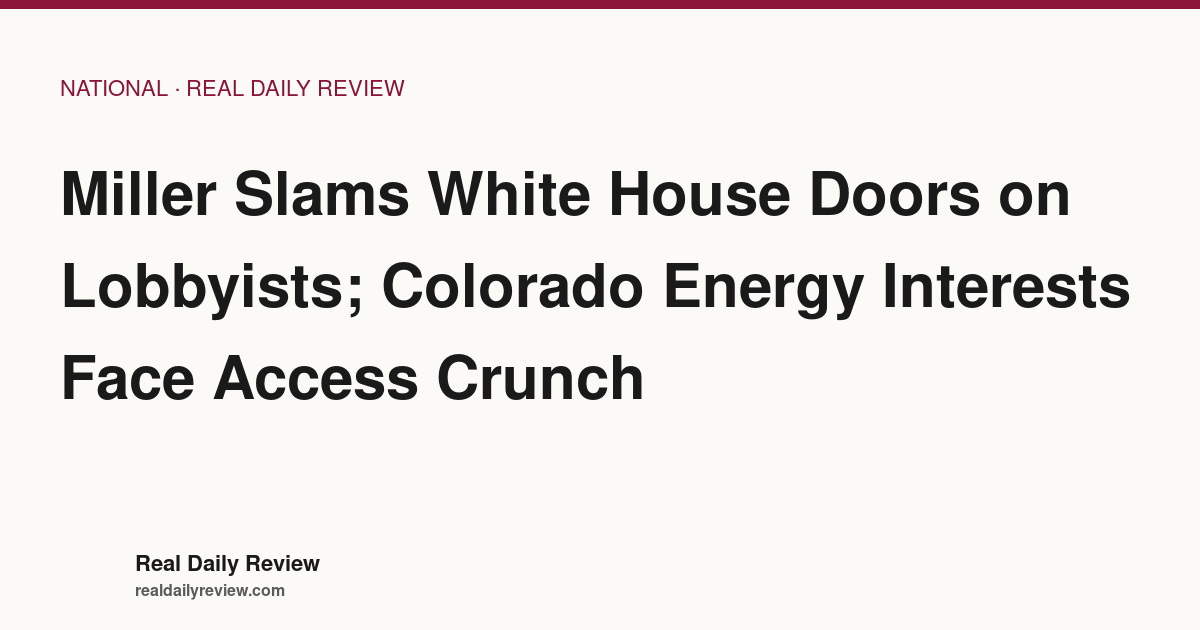 NATIONAL · REAL DAILY REVIEW
Miller Slams White House Doors on
Lobbyists; Colorado Energy Interests
Face Access Crunch
Real Daily Review
realdailyreview.com